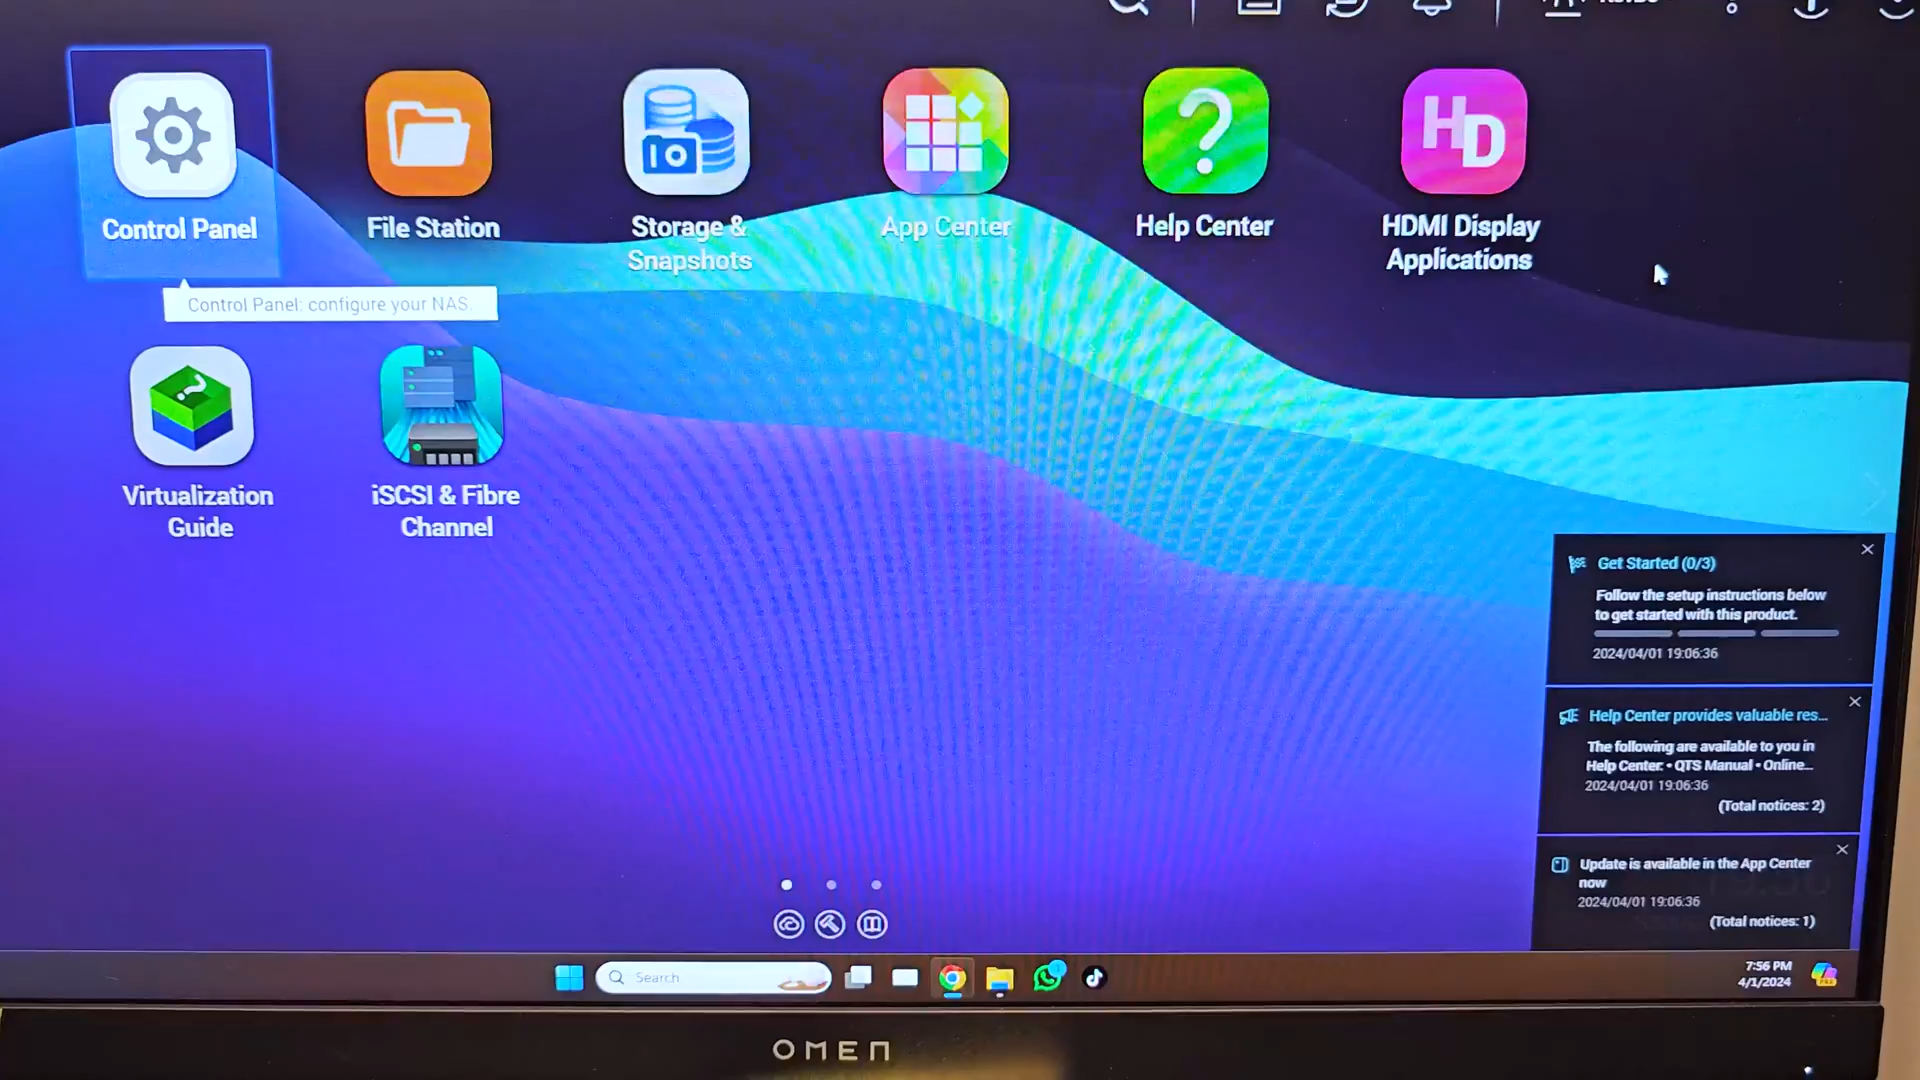 Control Panel
File Station
Storage &
Snapshots
App Center
Help Center
HD
HDMI Display
Applications
Control Panel: configure your NAS.
Virtualization
Guide
iSCSI & Fibre
Channel
Get Started (0/3)
Follow the setup instructions below
to get started with this product.
2024/04/01 19:06:36
Help Center provides valuable res...
The following are available to you in
Help Center: • QTS Manual • Online...
2024/04/01 19:06:36
(Total notices: 2)
Update is available in the App Center
now
2024/04/01 19:06:36
(Total notices: 1)
Search
7:56 PM
4/1/2024
OMEN